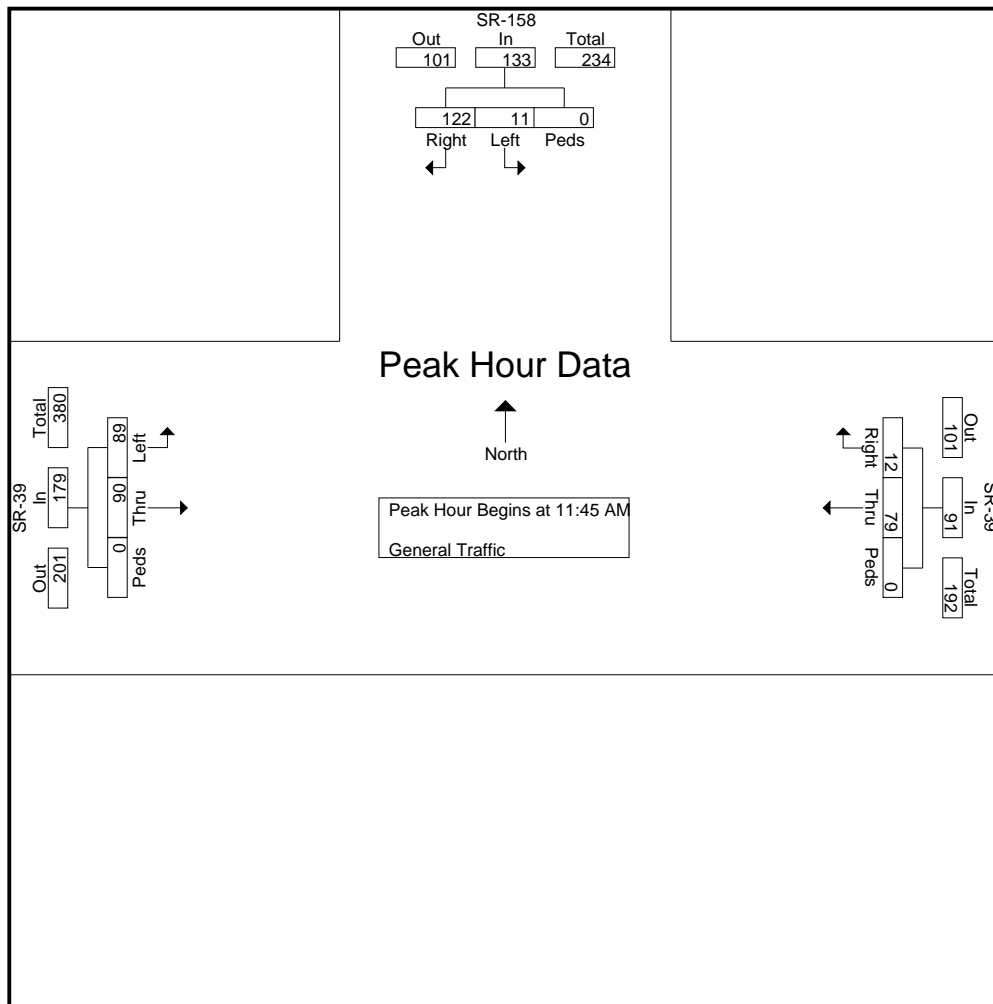 SR-158
Out In Total
101 133 234
122 11 0
Right Left Peds
Peak Hour Data
North
Peak Hour Begins at 11:45 AM
General Traffic
SR-39
Out In Total
201 179 380
Left Thru Peds
89 90 0
SR-39
Out In Total
101 91 192
Right Thru Peds
12 79 0